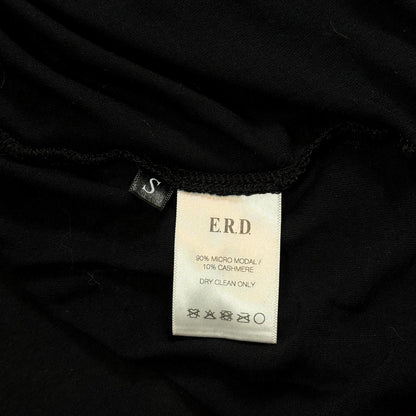 S
E.R.D.
90% MICRO MODAL /
10% CASHMERE
DRY CLEAN ONLY